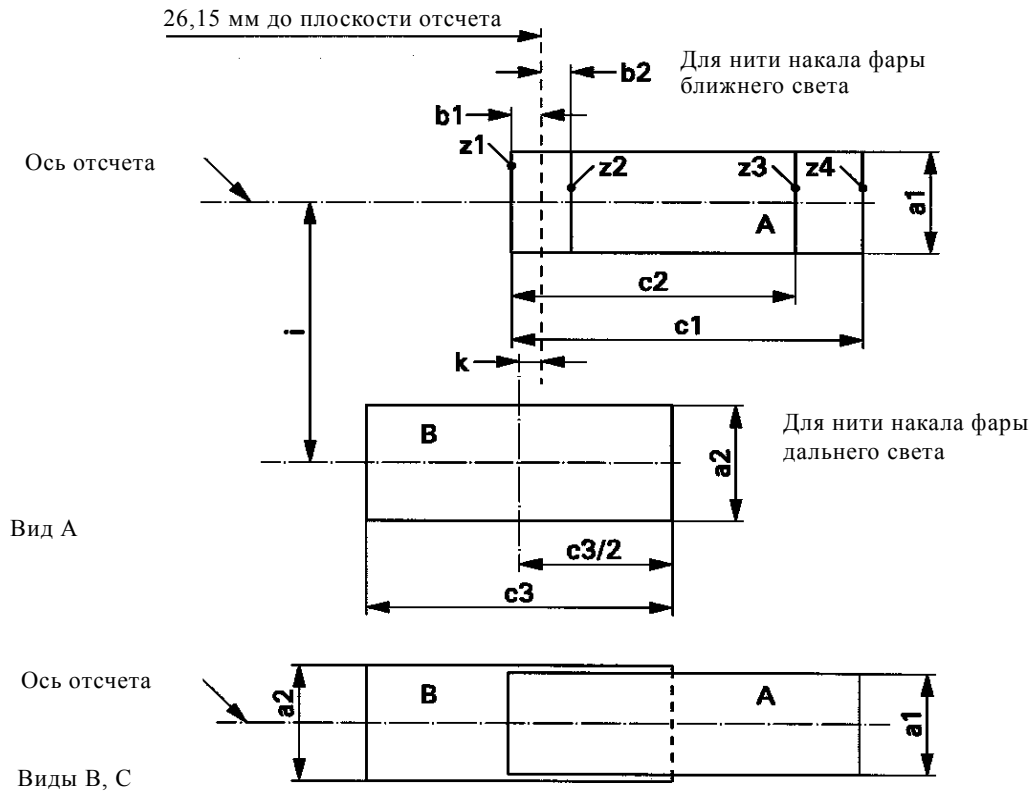 26,15 мм до плоскости отсчета
Для нити накала фары
ближнего света
b2
b1
z1
Ось отсчета
z2
z3
z4
a1
A
c2
c1
i
k
B
Для нити накала фары
дальнего света
a2
Вид А
c3/2
c3
Ось отсчета
a2
B
A
a1
Виды В, С